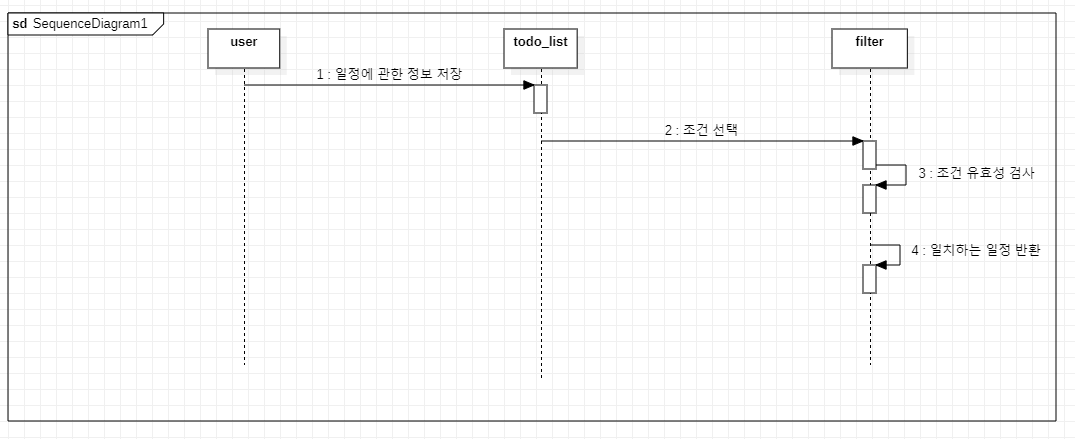 sd SequenceDiagram1
user
todo_list
filter
1 : 일정에 관한 정보 저장
2 : 조건 선택
3 : 조건 유효성 검사
4 : 일치하는 일정 반환